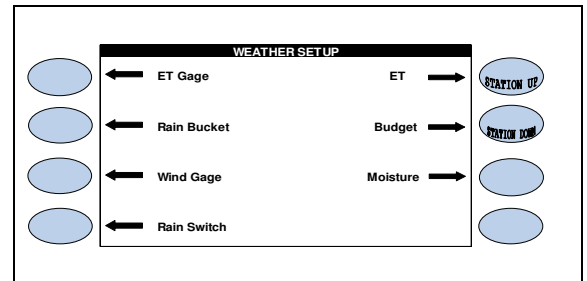 WEATHER SETUP
ET Gage ET STATION UP
Rain Bucket Budget STATION DOWN
Wind Gage Moisture
Rain Switch